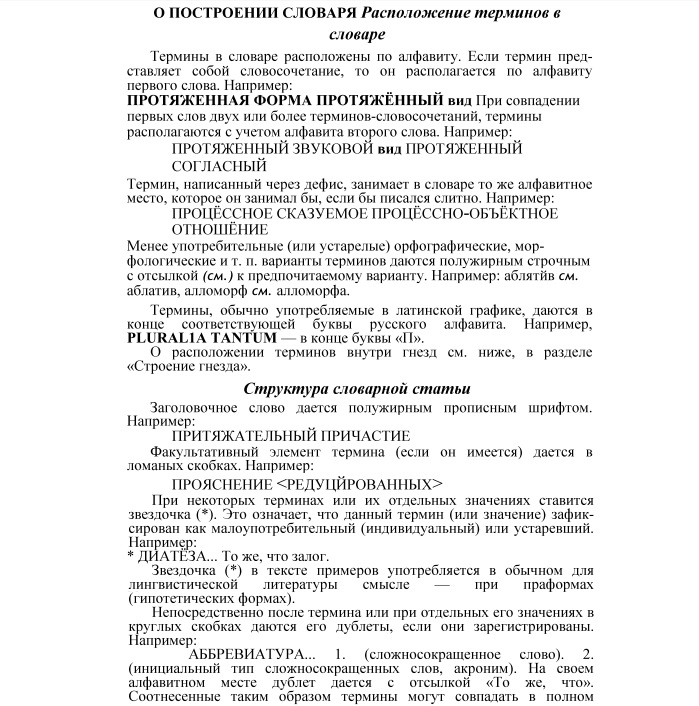 О ПОСТРОЕНИИ СЛОВАРЯ Расположение терминов в
словаре
Термины в словаре расположены по алфавиту. Если термин пред-
ставляет собой словосочетание, то он располагается по алфавиту
первого слова. Например:
ПРОТЯЖЕННАЯ ФОРМА ПРОТЯЖЁННЫЙ вид При совпадении
первых слов двух или более терминов-словосочетаний, термины
располагаются с учетом алфавита второго слова. Например:
ПРОТЯЖЕННЫЙ ЗВУКОВОЙ вид ПРОТЯЖЕННЫЙ
СОГЛАСНЫЙ
Термин, написанный через дефис, занимает в словаре то же алфавитное
место, которое он занимал бы, если бы писался слитно. Например:
ПРОЦЁССНОЕ СКАЗУЕМОЕ ПРОЦЁССНО-ОБЪЁКТНОЕ
ОТНОШЁНИЕ
Менее употребительные (или устарелые) орфографические, мор-
фологические и т. п. варианты терминов даются полужирным строчным
с отсылкой (см.) к предпочитаемому варианту. Например: аблятйв см.
аблатив, алломорф см. алломорфа.
Термины, обычно употребляемые в латинской графике, даются в
конце соответствующей буквы русского алфавита. Например,
PLURAL1A TANTUM — в конце буквы «П».
О расположении терминов внутри гнезд см. ниже, в разделе
«Строение гнезда».
Структура словарной статьи
Заголовочное слово дается полужирным прописным шрифтом.
Например:
ПРИТЯЖАТЕЛЬНЫЙ ПРИЧАСТИЕ
Факультативный элемент термина (если он имеется) дается в
ломаных скобках. Например:
ПРОЯСНЕНИЕ <РЕДУЦЙРОВАННЫХ>
При некоторых терминах или их отдельных значениях ставится
звездочка (*). Это означает, что данный термин (или значение) зафик-
сирован как малоупотребительный (индивидуальный) или устаревший.
Например:
* ДИАТЁЗА... То же, что залог.
Звездочка (*) в тексте примеров употребляется в обычном для
лингвистической литературы смысле — при праформах
(гипотетических формах).
Непосредственно после термина или при отдельных его значениях в
круглых скобках даются его дублеты, если они зарегистрированы.
Например:
АББРЕВИАТУРА... 1. (сложносокращенное слово). 2.
(инициальный тип сложносокращенных слов, акроним). На своем
алфавитном месте дублет дается с отсылкой «То же, что».
Соотнесенные таким образом термины могут совпадать в полном